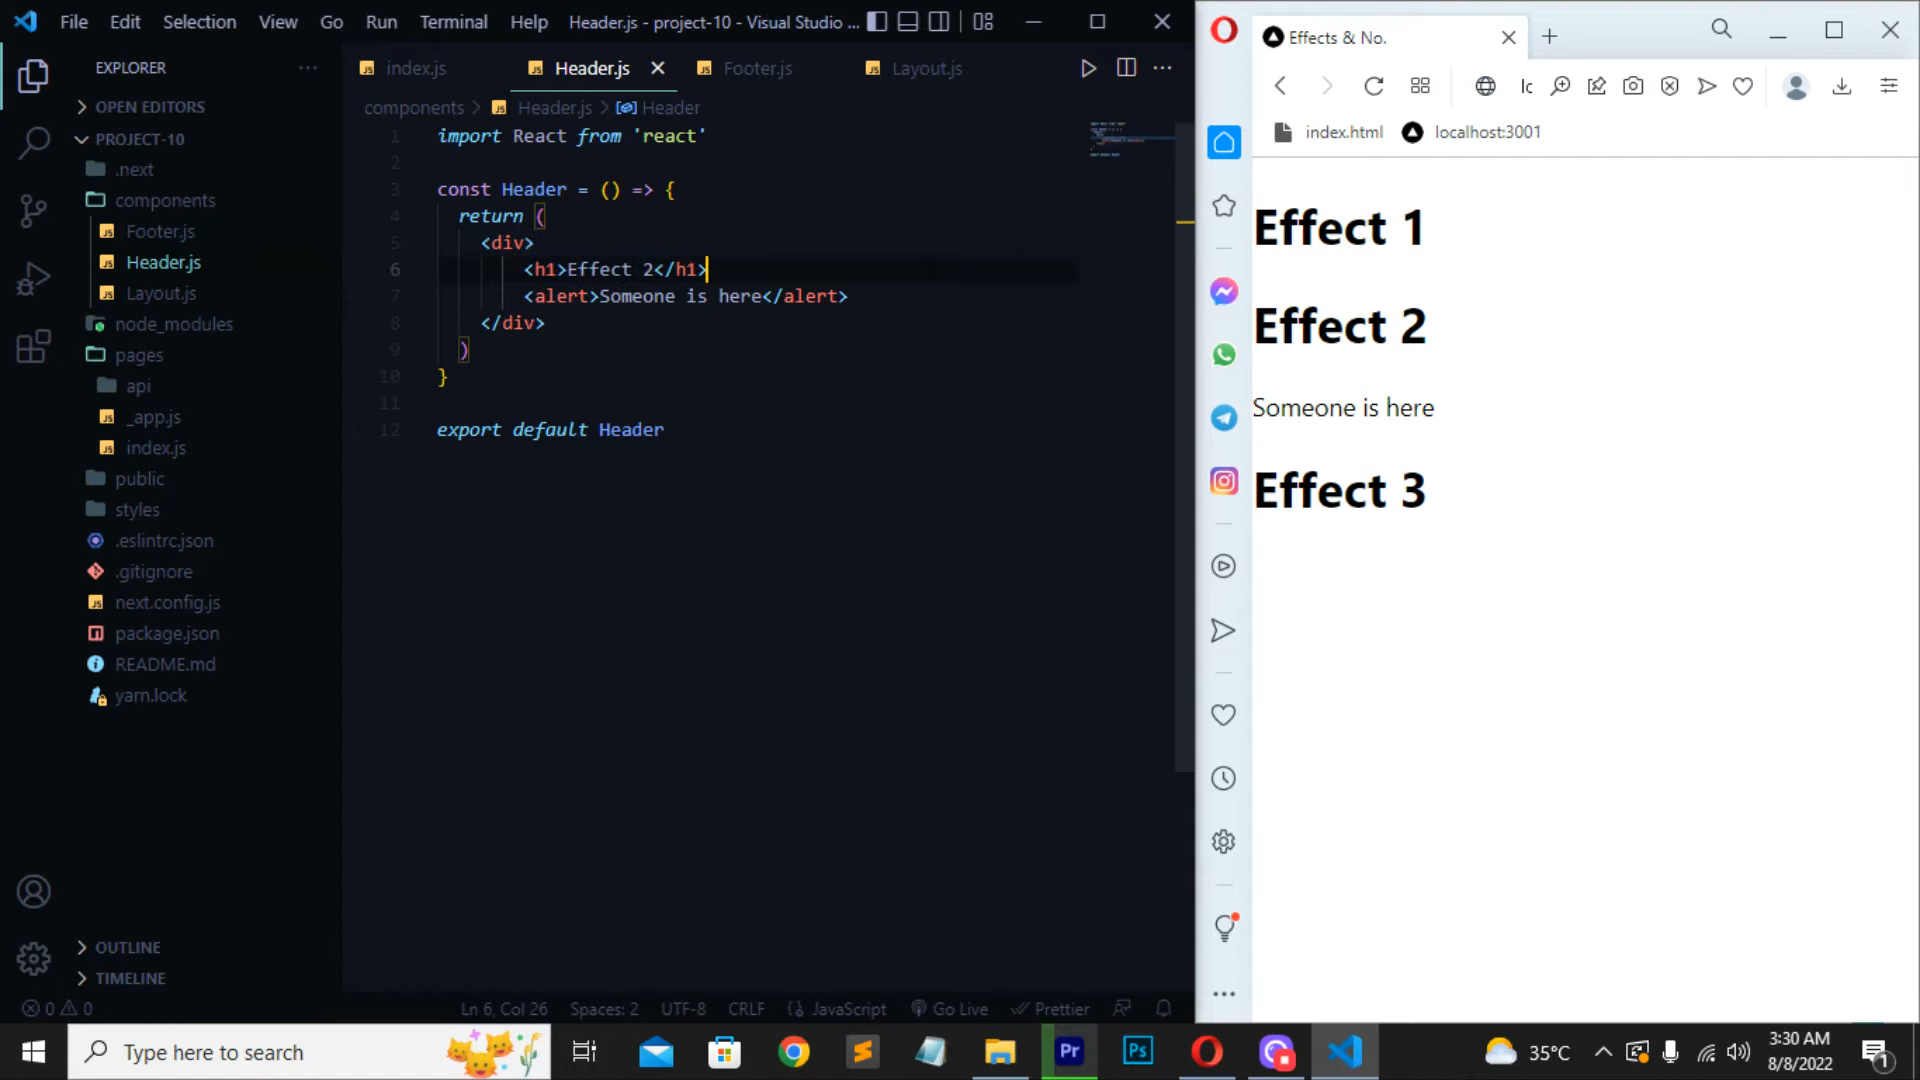 File Edit Selection View Go Run Terminal Help Header.js - project-10 - Visual Studio ...
EXPLORER
OPEN EDITORS
PROJECT-10
.next
components
Footer.js
Header.js
Layout.js
node_modules
pages
api
_app.js
index.js
public
styles
.eslintrc.json
.gitignore
next.config.js
package.json
README.md
yarn.lock
OUTLINE
TIMELINE
index.js Header.js Footer.js Layout.js
components > Header.js > Header
1 import React from 'react'
2
3 const Header = () => {
4 return (
5 <div>
6 <h1>Effect 2</h1>
7 <alert>Someone is here</alert>
8 </div>
9 )
10 }
11
12 export default Header
0 0 Ln 6, Col 26 Spaces: 2 UTF-8 CRLF {} JavaScript Go Live Prettier
Effects & No.
lc
index.html localhost:3001
Effect 1
Effect 2
Someone is here
Effect 3
Type here to search
Pr
Ps
35°C
3:30 AM
8/8/2022
1